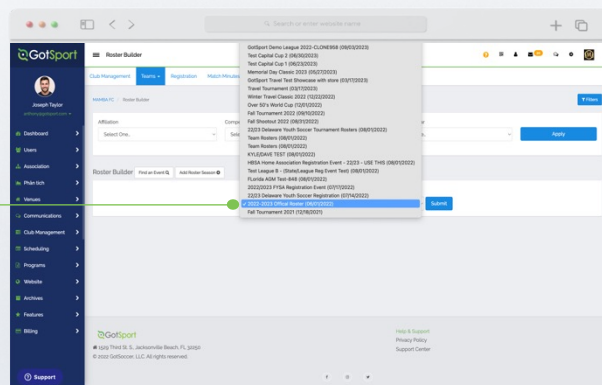 Search or enter website name
GotSport
Roster Builder
Joseph Taylor
Dashboard
Users
Association
Phân tích
Venues
Communications
Club Management
Scheduling
Programs
Website
Archives
Features
Billing
Support
Club Management Teams Registration Match Minutes
MAMBA FC / Roster Builder
Filters
Affiliation
Select One..
Apply
Roster Builder Find an Event Add Roster Season
GotSport Demo League 2022-CLONE908 (09/03/2023)
Test Capital Cup 2 (06/30/2023)
Test Capital Cup 1 (06/23/2023)
Memorial Day Classic 2023 (05/27/2023)
GotSport Travel Test Showcase with store (03/17/2023)
Travel Tournament (03/17/2023)
Winter Travel Classic 2022 (12/22/2022)
Over 50's World Cup (12/01/2022)
Fall Tournament 2022 (09/10/2022)
Fall Shootout 2022 (08/31/2022)
22/23 Delaware Youth Soccer Tournament Rosters (08/01/2022)
Team Rosters (08/01/2022)
Team Rosters (08/01/2022)
KYLE/DAVE TEST (08/01/2022)
HBSA Home Association Registration Event - 22/23 - USE THIS (08/01/2022)
Test League B - (State/League Reg Event Test) (08/01/2022)
FLorida AGM Test-848 (08/01/2022)
2022/2023 FYSA Registration Event (07/17/2022)
22/23 Delaware Youth Soccer Registration (07/14/2022)
✓ 2022-2023 Offical Roster (08/01/2022)
Fall Tournament 2021 (12/18/2021)
Submit
GotSport
1529 Third St. S., Jacksonville Beach, FL 32250
© 2022 GotSoccer, LLC. All rights reserved.
Help & Support
Privacy Policy
Support Center